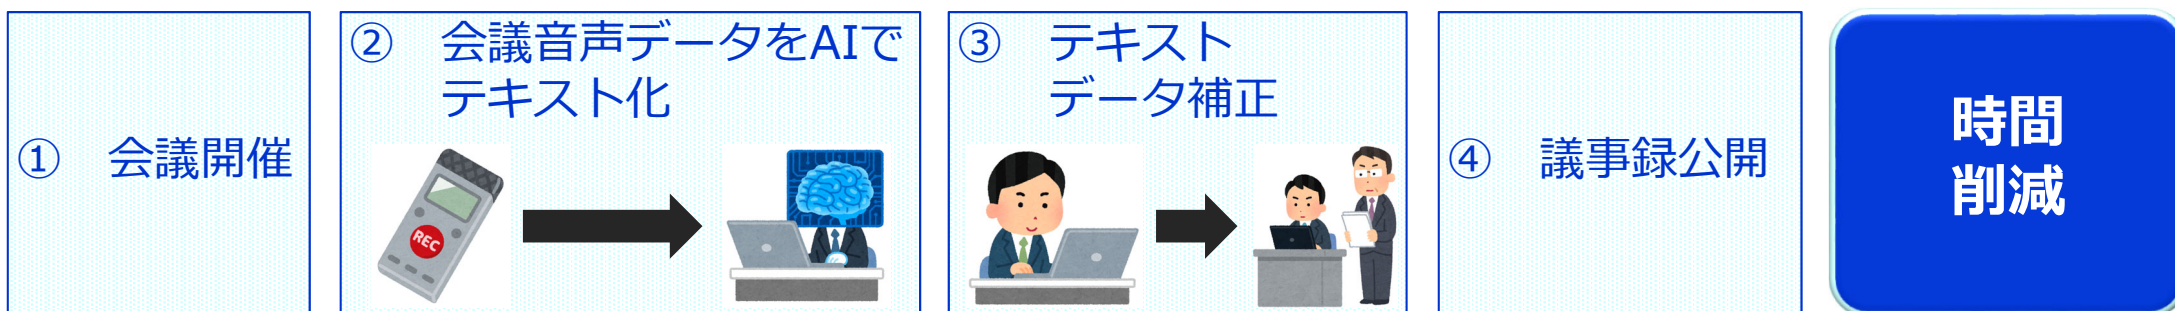 ① 会議開催
② 会議音声データをAIで
テキスト化
REC
③ テキスト
データ補正
④ 議事録公開
時間
削減